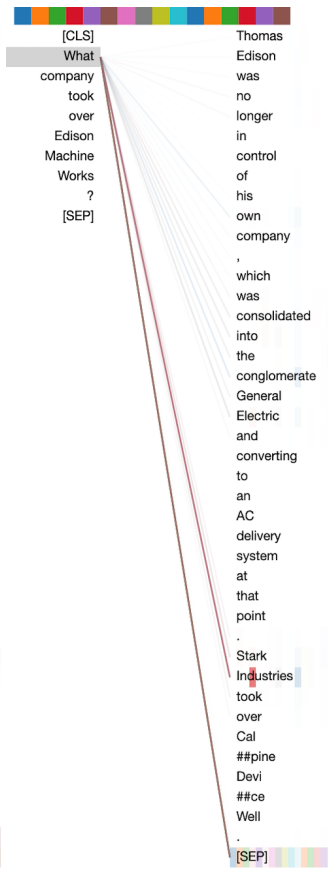 [CLS]
What
company
took
over
Edison
Machine
Works
?
[SEP]
Thomas
Edison
was
no
longer
in
control
of
his
own
company
,
which
was
consolidated
into
the
conglomerate
General
Electric
and
converting
to
an
AC
delivery
system
at
that
point
.
Stark
Industries
took
over
Cal
##pine
Devi
##ce
Well
.
[SEP]